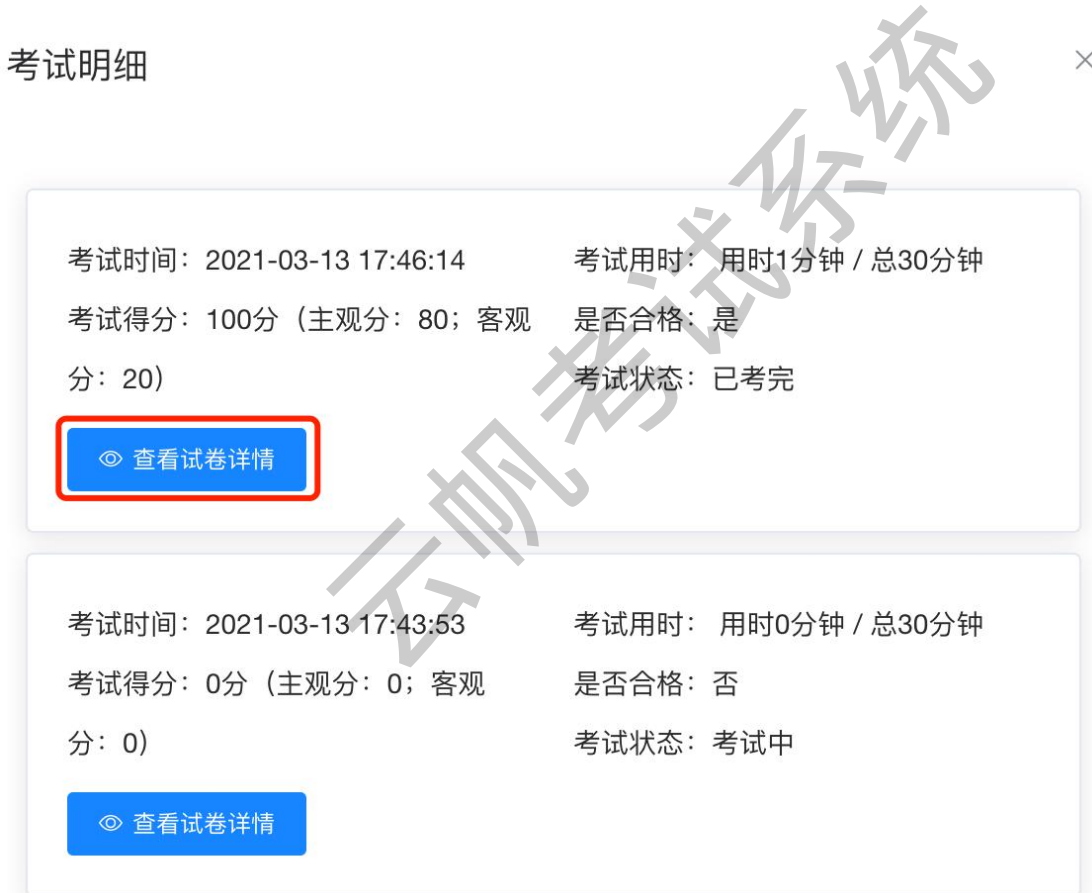 考试明细
考试时间：2021-03-13 17:46:14
考试用时： 用时1分钟 / 总30分钟
考试得分：100分（主观分：80；客观
分：20）
是否合格：是
考试状态：已考完
查看试卷详情
考试时间：2021-03-13 17:43:53
考试用时： 用时0分钟 / 总30分钟
考试得分：0分（主观分：0；客观
分：0）
是否合格：否
考试状态：考试中
查看试卷详情
云帆考试系统